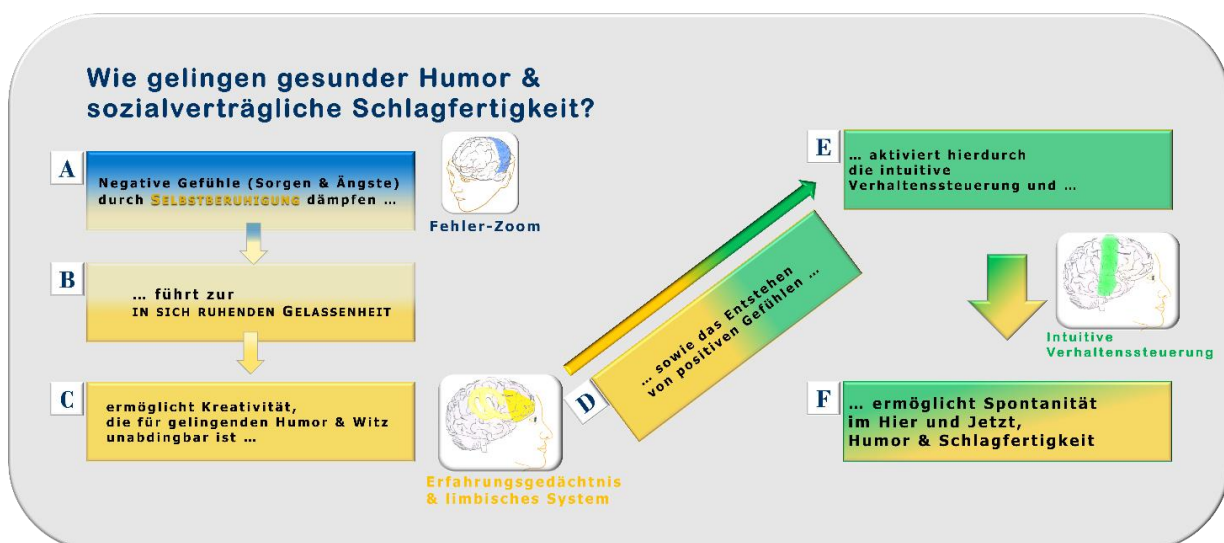 Wie gelingen gesunder Humor &
sozialverträgliche Schlagfertigkeit?
A
Negative Gefühle (Sorgen & Ängste)
durch SELBSTBERUHIGUNG dämpfen ...
Fehler-Zoom
B
... führt zur
IN SICH RUHENDEN GELASSENHEIT
C
ermöglicht Kreativität,
die für gelingenden Humor & Witz
unabdingbar ist ...
Erfahrungsgedächtnis
& limbisches System
D
... sowie das Entstehen
von positiven Gefühlen ...
E
... aktiviert hierdurch
die intuitive
Verhaltenssteuerung und ...
Intuitive
Verhaltenssteuerung
F
... ermöglicht Spontanität
im Hier und Jetzt,
Humor & Schlagfertigkeit